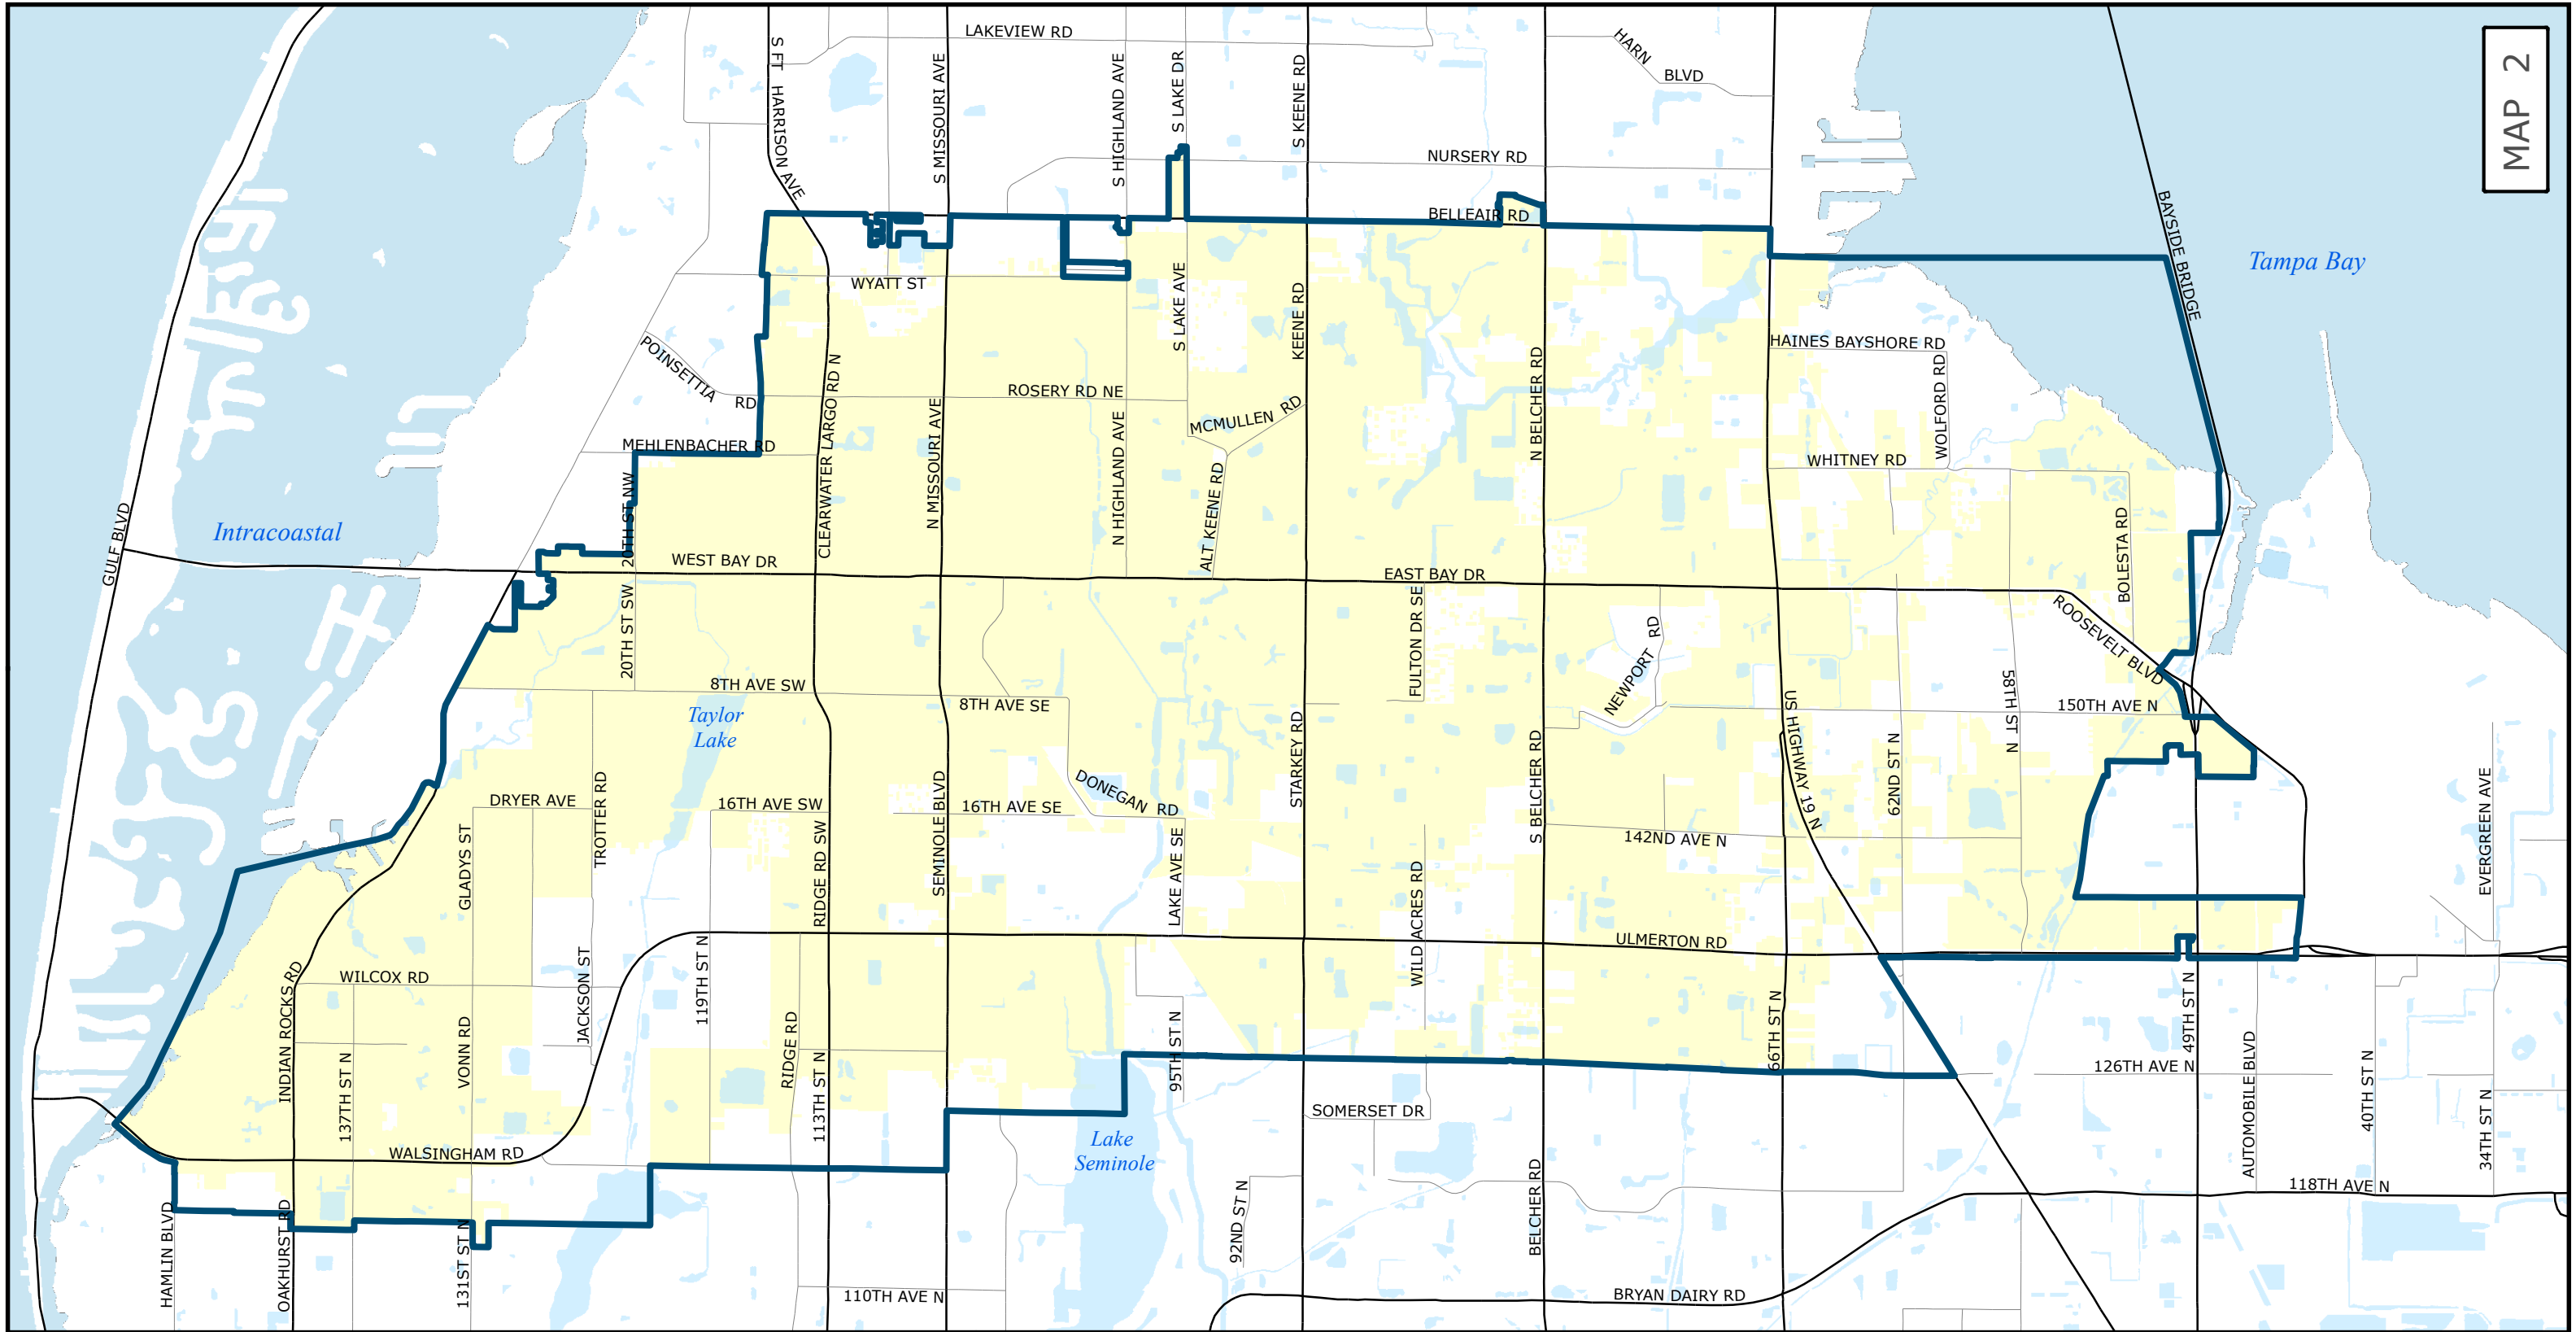 LAKEVIEW RD
HARN
BLVD
MAP 2
S FT HARRISON AVE
S MISSOURI AVE
S HIGHLAND AVE
S LAKE DR
S KEENE RD
NURSERY RD
BELLEAIR RD
BAYSIDE BRIDGE
Tampa Bay
WYATT ST
S LAKE AVE
KEENE RD
POINSETTIA
RD
HAINES BAYSHORE RD
WOLFORD RD
ROSERY RD NE
MCMULLEN RD
N BELCHER RD
MEHLENBACHER RD
CLEARWATER LARGO RD N
N MISSOURI AVE
N HIGHLAND AVE
ALT KEENE RD
WHITNEY RD
20TH ST NW
BOLESTA RD
GULF BLVD
Intracoastal
WEST BAY DR
EAST BAY DR
20TH ST SW
FULTON DR SE
NEWPORT RD
ROOSEVELT BLVD
8TH AVE SW
8TH AVE SE
Taylor
Lake
STARKEY RD
S BELCHER RD
US HIGHWAY 19 N
58TH ST N
150TH AVE N
62ND ST N
DRYER AVE
TROTTER RD
16TH AVE SW
SEMINOLE BLVD
16TH AVE SE
DONEGAN RD
142ND AVE N
EVERGREEN AVE
GLADYS ST
RIDGE RD SW
LAKE AVE SE
WILD ACRES RD
ULMERTON RD
INDIAN ROCKS RD
WILCOX RD
JACKSON ST
119TH ST N
66TH ST N
49TH ST N
137TH ST N
VONN RD
RIDGE RD
113TH ST N
95TH ST N
126TH AVE N
AUTOMOBILE BLVD
40TH ST N
34TH ST N
SOMERSET DR
WALSINGHAM RD
Lake
Seminole
118TH AVE N
HAMLIN BLVD
OAKHURST RD
131ST ST N
92ND ST N
BELCHER RD
110TH AVE N
BRYAN DAIRY RD